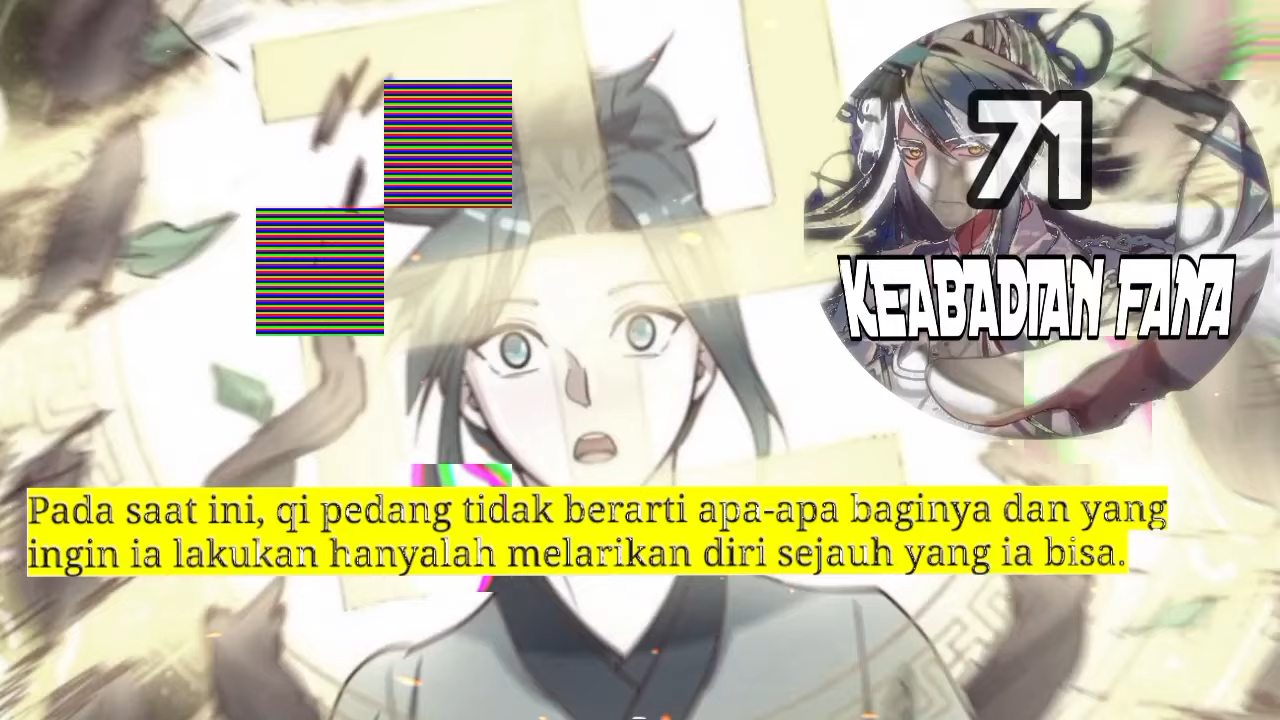 71
KEABADIAN FANA
Pada saat ini, qi pedang tidak berarti apa-apa baginya dan yang
ingin ia lakukan hanyalah melarikan diri sejauh yang ia bisa.